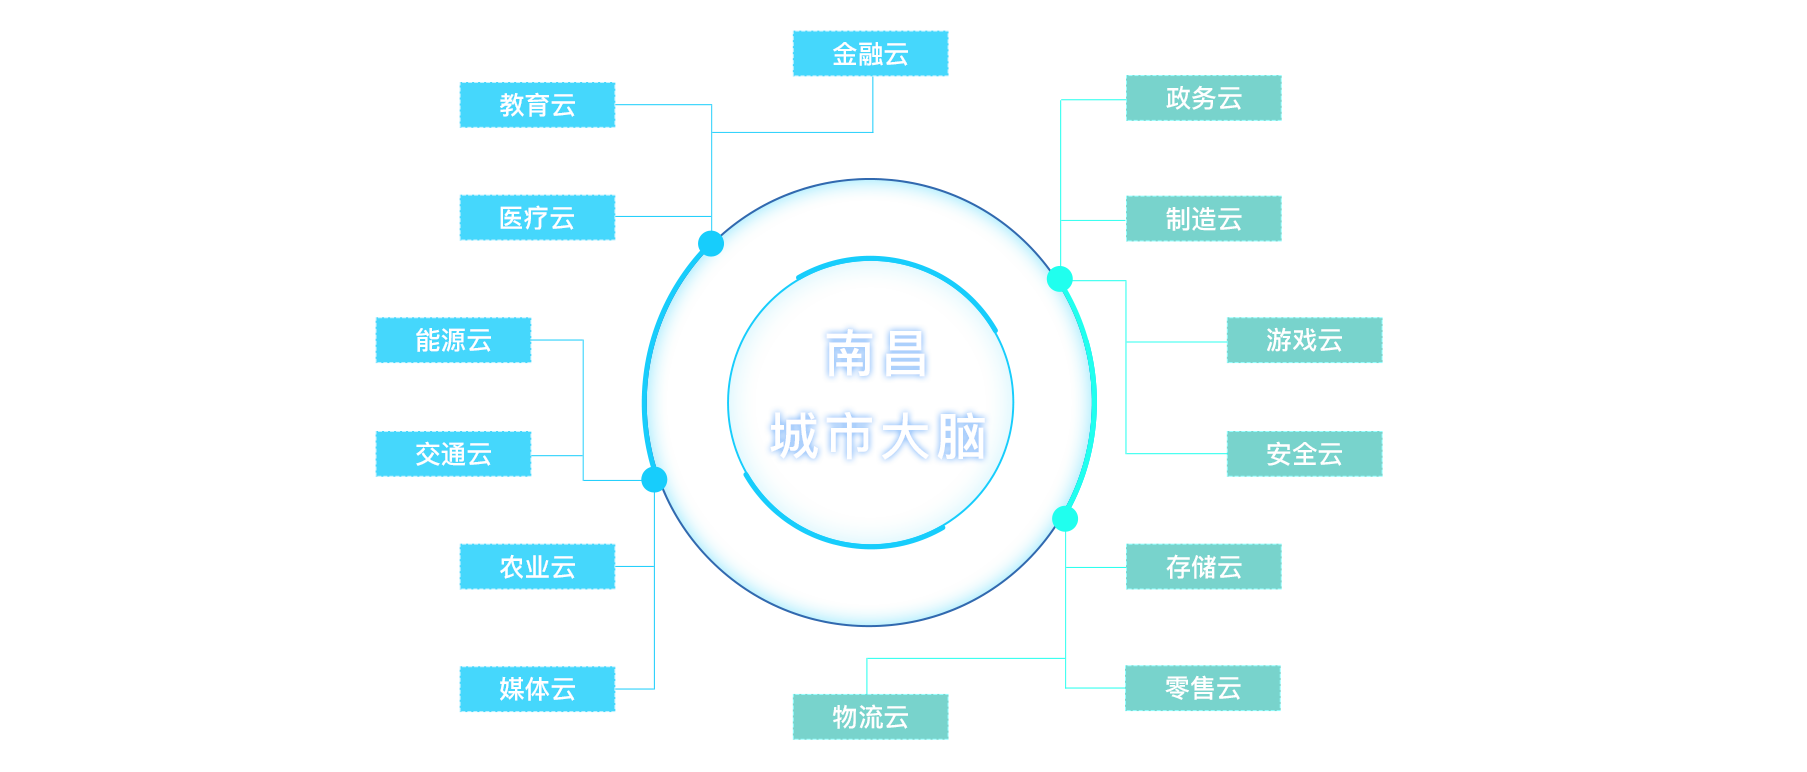 金融云
教育云
政务云
医疗云
制造云
能源云
游戏云
南昌
城市大脑
交通云
安全云
农业云
存储云
媒体云
零售云
物流云